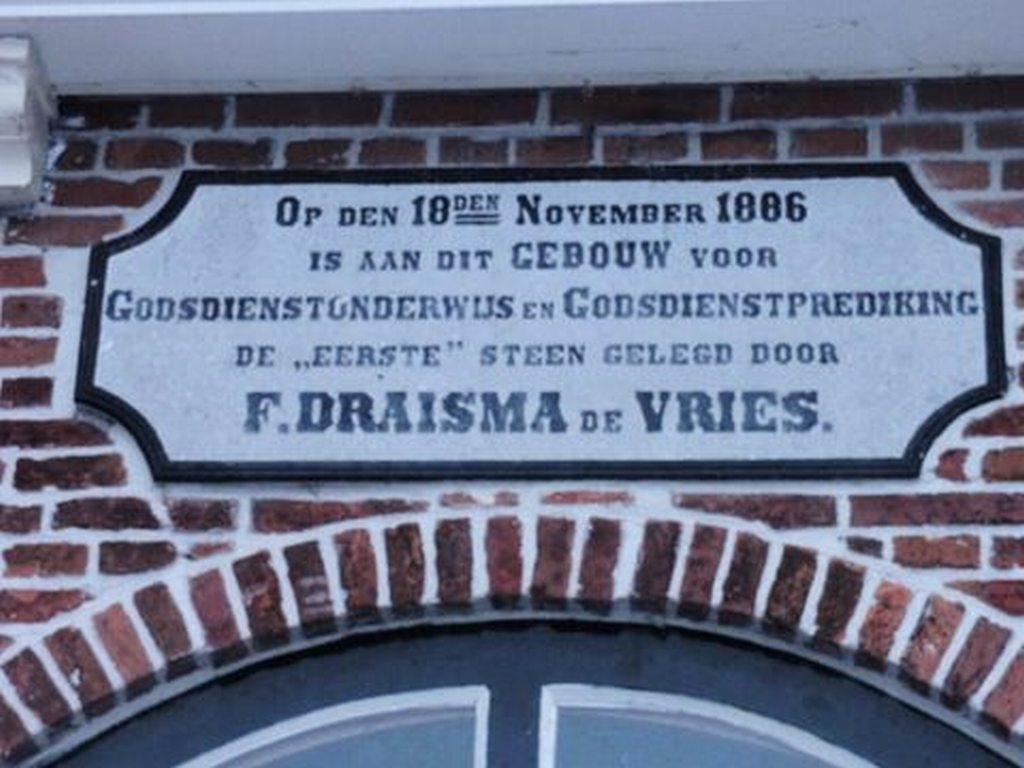 Op den 18den November 1886
is aan dit GEBOUW voor
Godsdienstonderwijs en Godsdienstprediking
de „eerste” steen gelegd door
F. DRAISMA de VRIES.